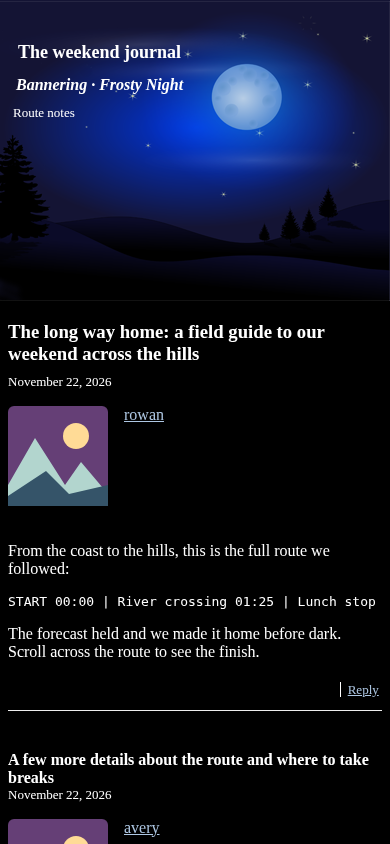 The weekend journal
Bannering · Frosty Night
Route notes
The long way home: a field guide to our
weekend across the hills
November 22, 2026
rowan
From the coast to the hills, this is the full route we
followed:
START 00:00 | River crossing 01:25 | Lunch stop
The forecast held and we made it home before dark.
Scroll across the route to see the finish.
Reply
A few more details about the route and where to take
breaks
November 22, 2026
avery